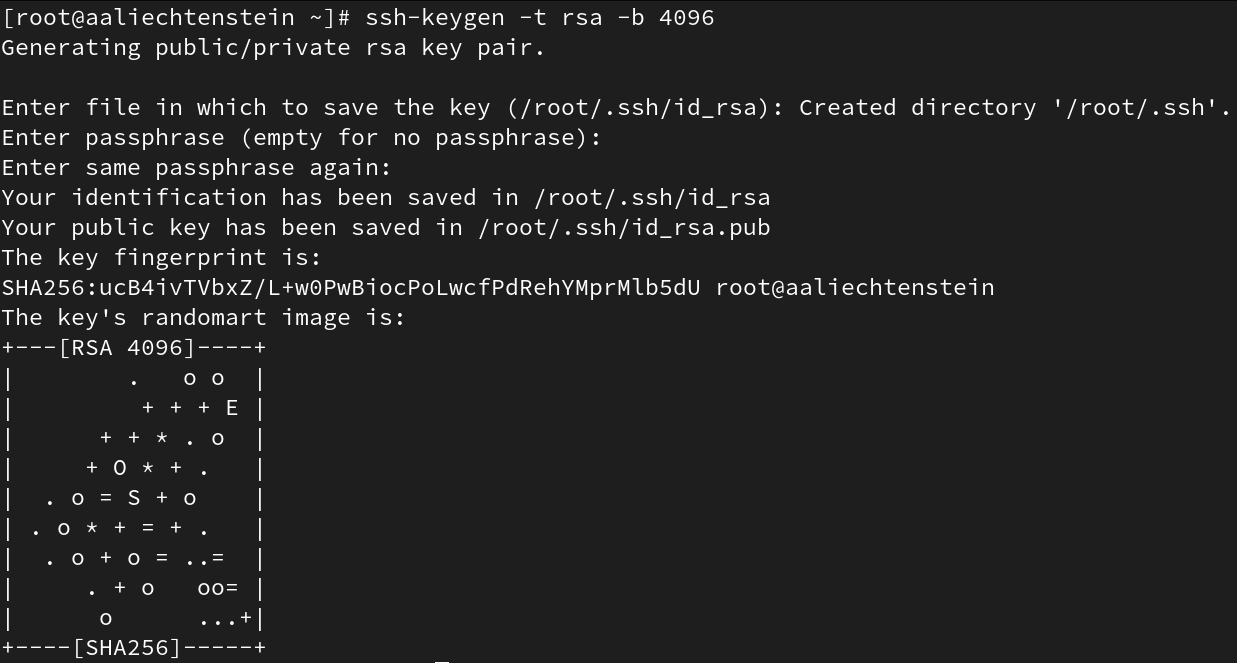 [root@aaliechtenstein ~]# ssh-keygen -t rsa -b 4096
Generating public/private rsa key pair.

Enter file in which to save the key (/root/.ssh/id_rsa): Created directory '/root/.ssh'.
Enter passphrase (empty for no passphrase):
Enter same passphrase again:
Your identification has been saved in /root/.ssh/id_rsa
Your public key has been saved in /root/.ssh/id_rsa.pub
The key fingerprint is:
SHA256:ucB4ivTVbxZ/L+w0PwBiocPoLwcfPdRehYMprMlb5dU root@aaliechtenstein
The key's randomart image is:
+---[RSA 4096]----+
|        .   o o  |
|         + + + E |
|      + + * . o  |
|     + O * + .   |
|  . o = S + o    |
| . o * + = + .   |
|  . o + o = ..=  |
|     . + o   oo= |
|      o      ...+|
+----[SHA256]-----+